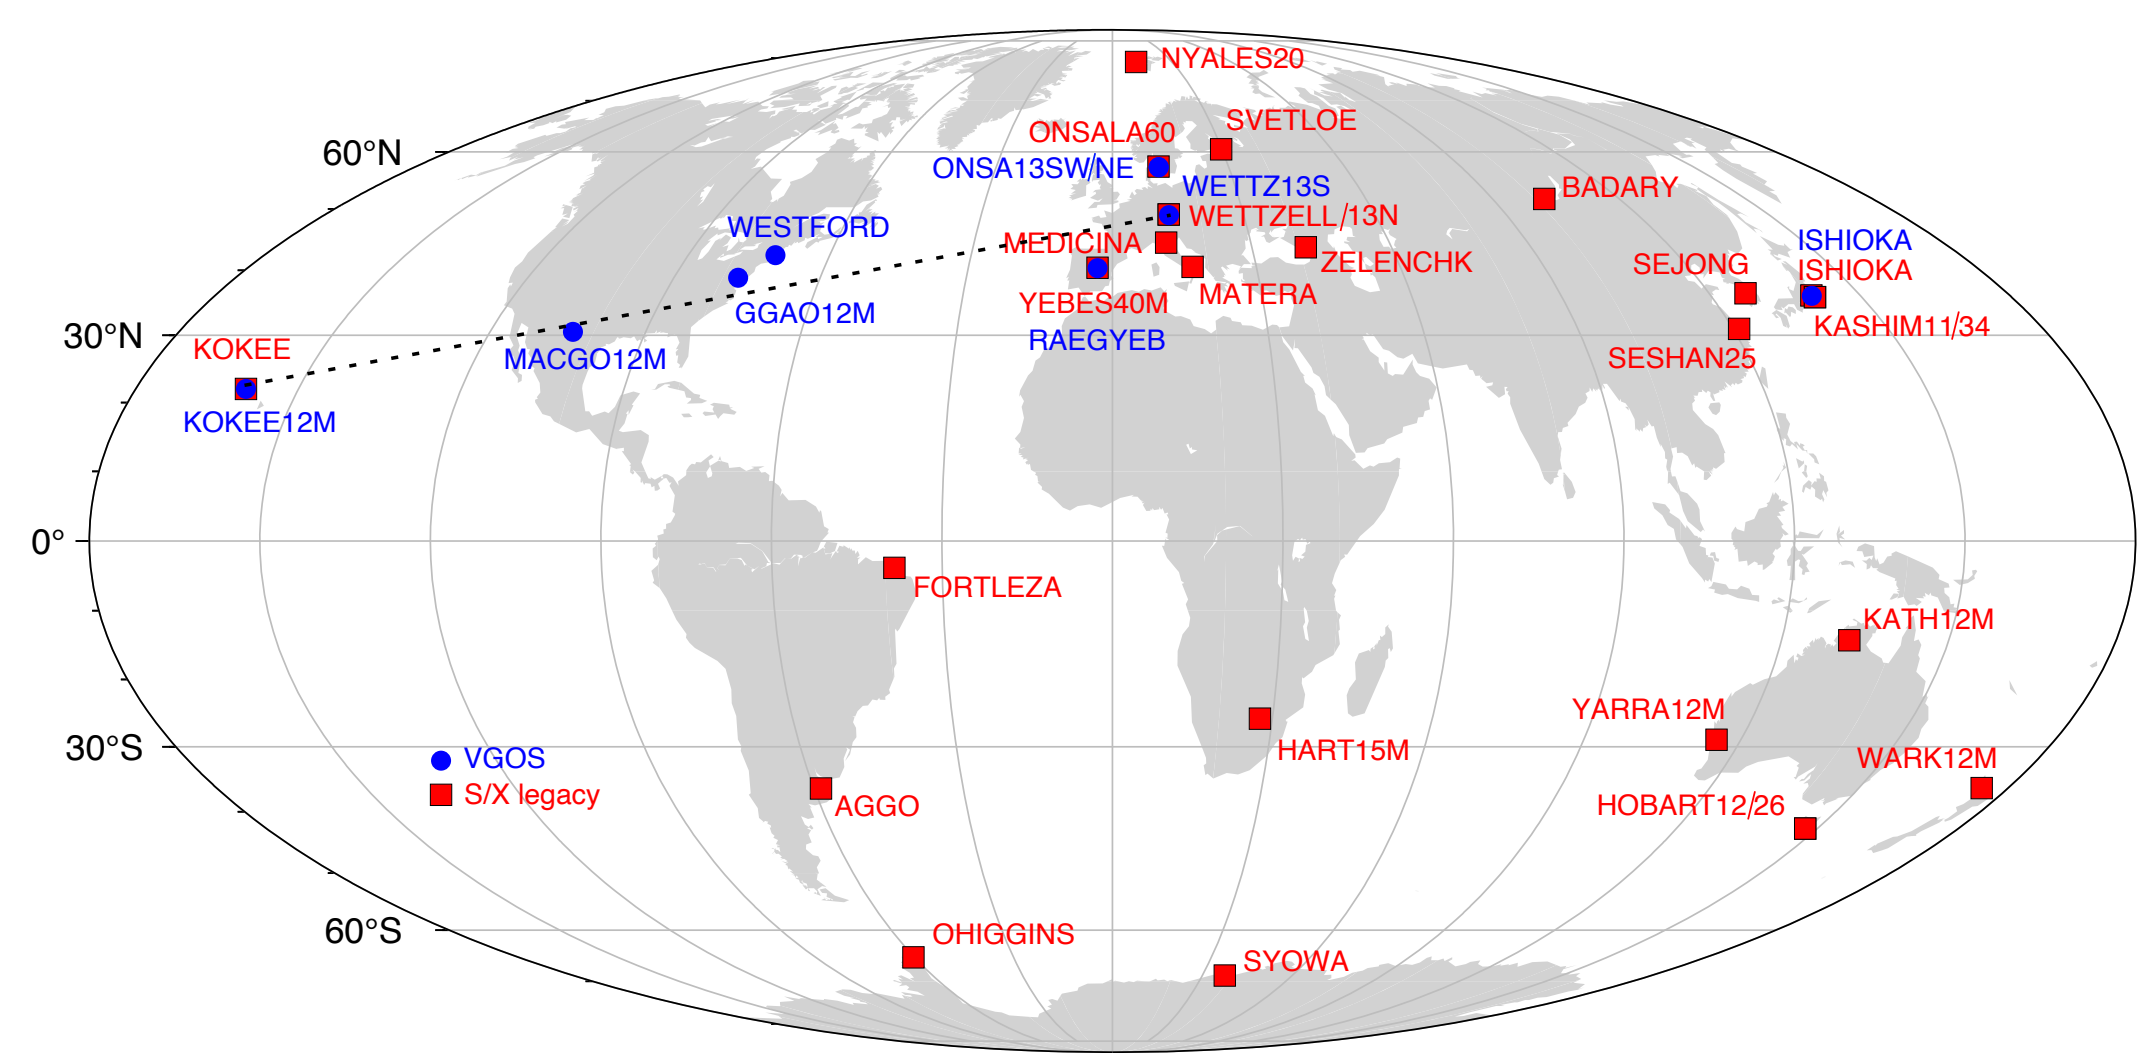 NYALES20
SVETLOE
ONSALA60
60°N
ONSA13SW/NE
WETTZ13S
BADARY
WETTZELL/13N
WESTFORD
MEDICINA
ISHIOKA
ZELENCHK
SEJONG
ISHIOKA
MATERA
YEBES40M
GGAO12M
KASHIM11/34
30°N
RAEGYEB
KOKEE
MACGO12M
SESHAN25
KOKEE12M
0°
FORTLEZA
KATH12M
YARRA12M
30°S
HART15M
VGOS
WARK12M
S/X legacy
AGGO
HOBART12/26
60°S
OHIGGINS
SYOWA